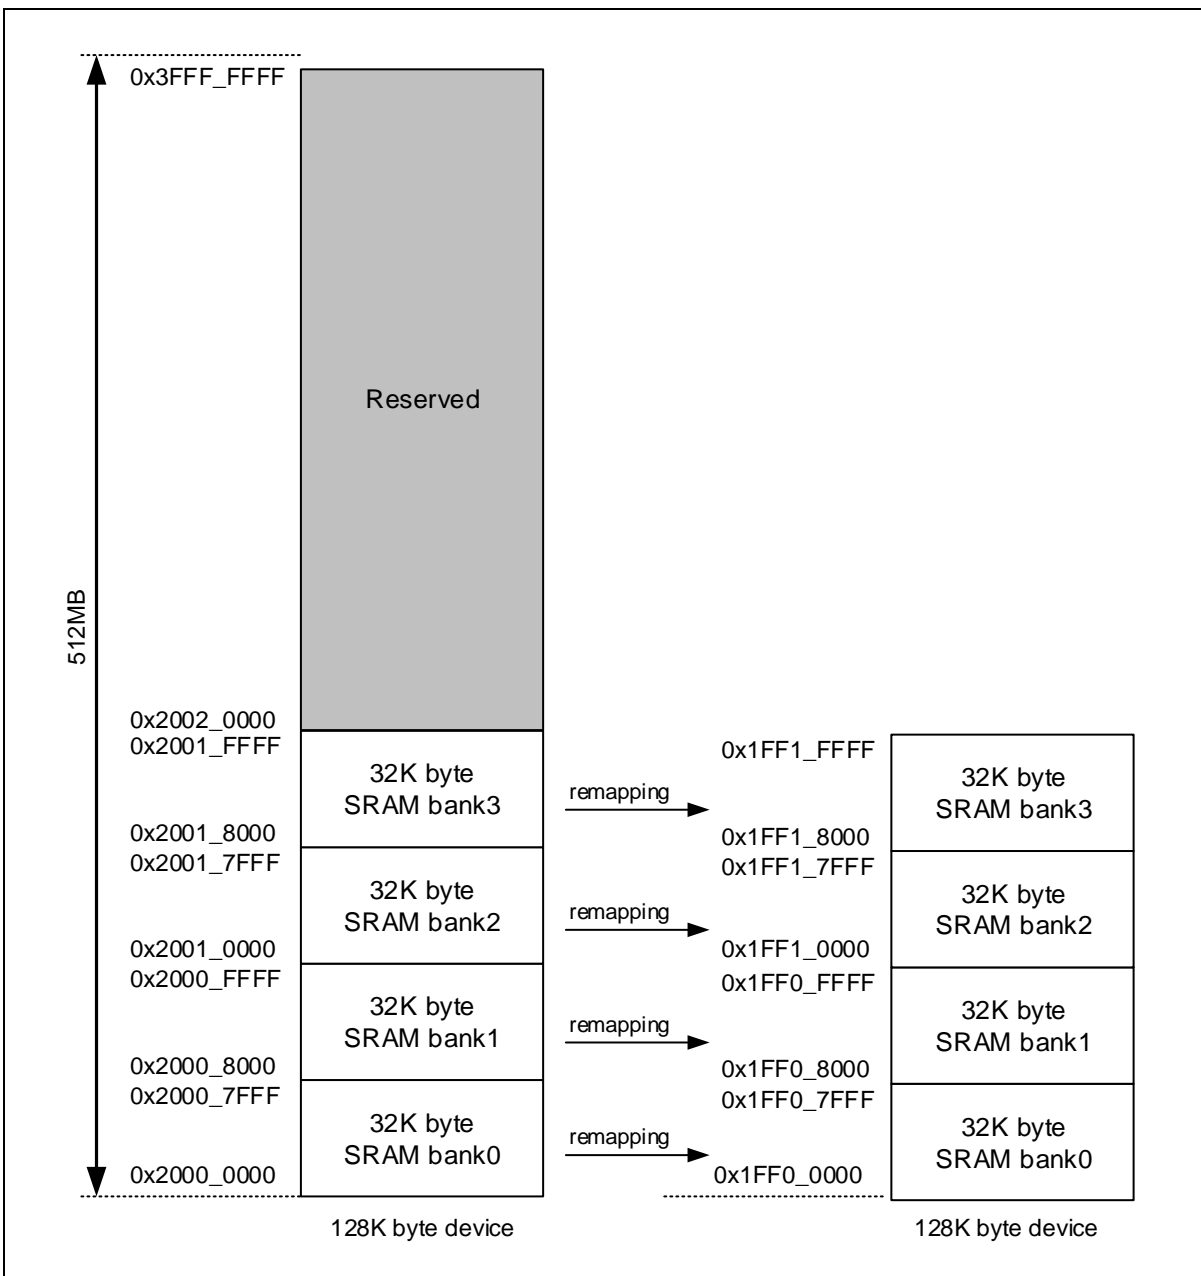 0x3FFF_FFFF
Reserved
512MB
0x2002_0000
0x2001_FFFF
32K byte
SRAM bank3
0x2001_8000
0x2001_7FFF
32K byte
SRAM bank2
0x2001_0000
0x2000_FFFF
32K byte
SRAM bank1
0x2000_8000
0x2000_7FFF
32K byte
SRAM bank0
0x2000_0000
128K byte device
remapping
remapping
remapping
remapping
0x1FF1_FFFF
32K byte
SRAM bank3
0x1FF1_8000
0x1FF1_7FFF
32K byte
SRAM bank2
0x1FF1_0000
0x1FF0_FFFF
32K byte
SRAM bank1
0x1FF0_8000
0x1FF0_7FFF
32K byte
SRAM bank0
0x1FF0_0000
128K byte device